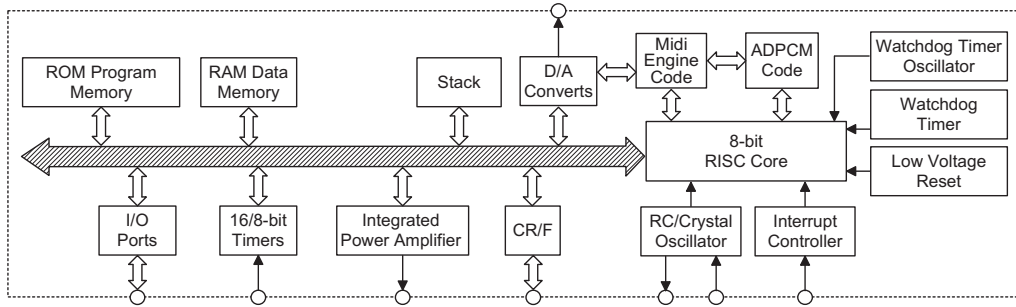 ROM Program
Memory
RAM Data
Memory
Stack
D/A
Converts
Midi
Engine
Code
ADPCM
Code
Watchdog Timer
Oscillator
Watchdog
Timer
8-bit
RISC Core
Low Voltage
Reset
I/O
Ports
16/8-bit
Timers
Integrated
Power Amplifier
CR/F
RC/Crystal
Oscillator
Interrupt
Controller